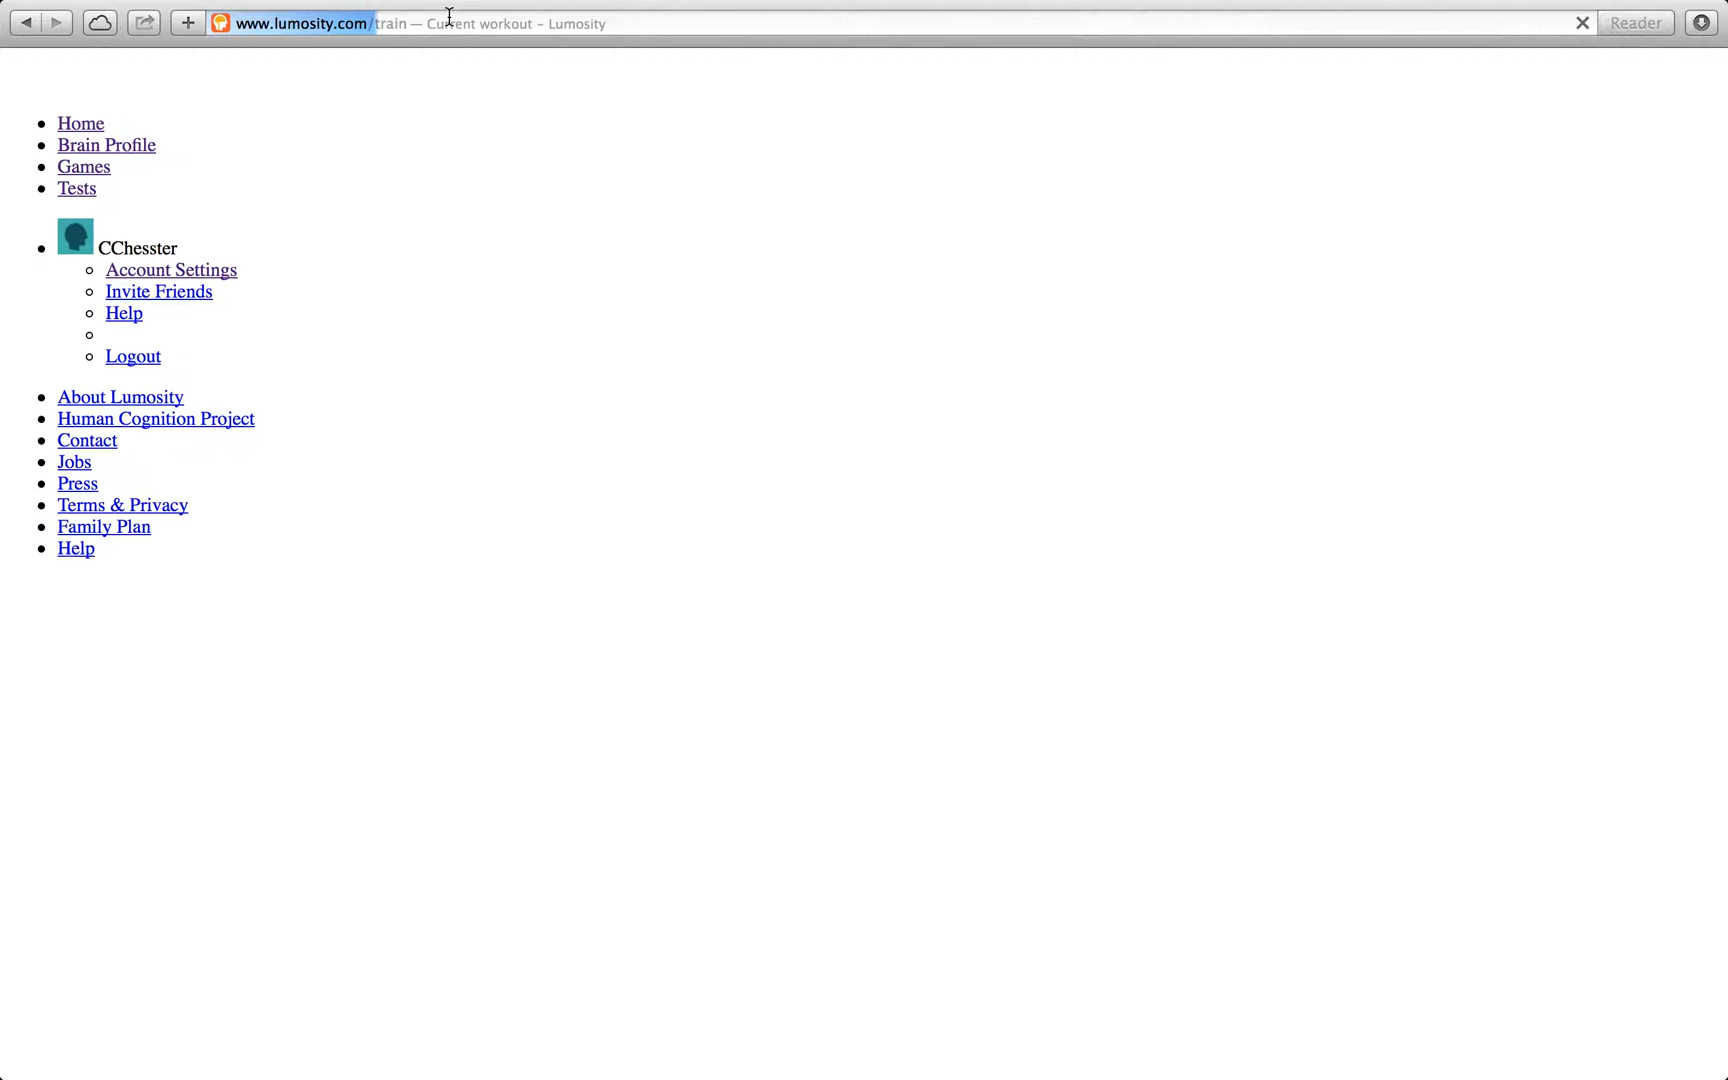 www.lumosity.com/train — Current workout – Lumosity
Reader
Home
Brain Profile
Games
Tests
CChesster
Account Settings
Invite Friends
Help
Logout
About Lumosity
Human Cognition Project
Contact
Jobs
Press
Terms & Privacy
Family Plan
Help